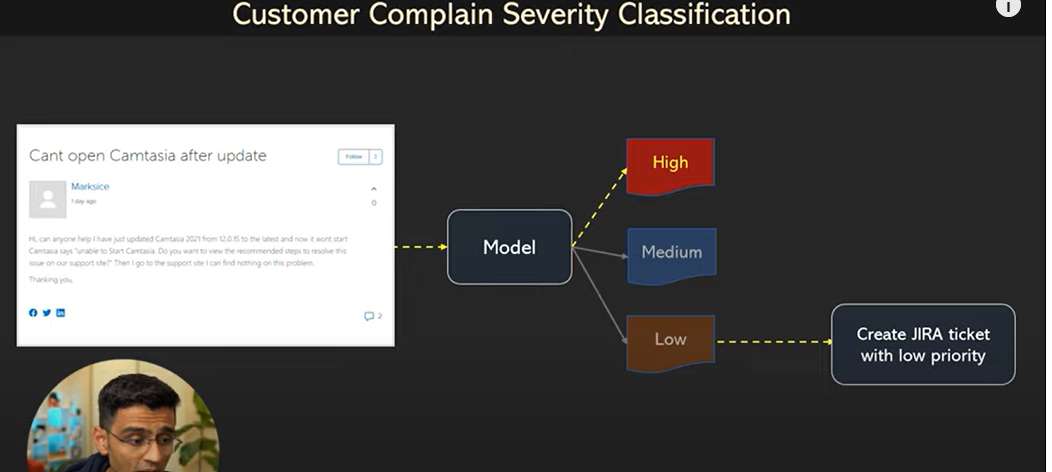 Customer Complain Severity Classification
i
Cant open Camtasia after update
Follow 2
Marksice
1 day ago
0
Hi, can anyone help I have just updated Camtasia 2021 from 12.0.15 to the latest and now it wont start
Camtasia says "unable to Start Camtasia. Do you want to view the recommended steps to resolve this
issue on our support site?" Then I go to the support site I can find nothing on this problem.
Thanking you,
2
Model
High
Medium
Low
Create JIRA ticket
with low priority